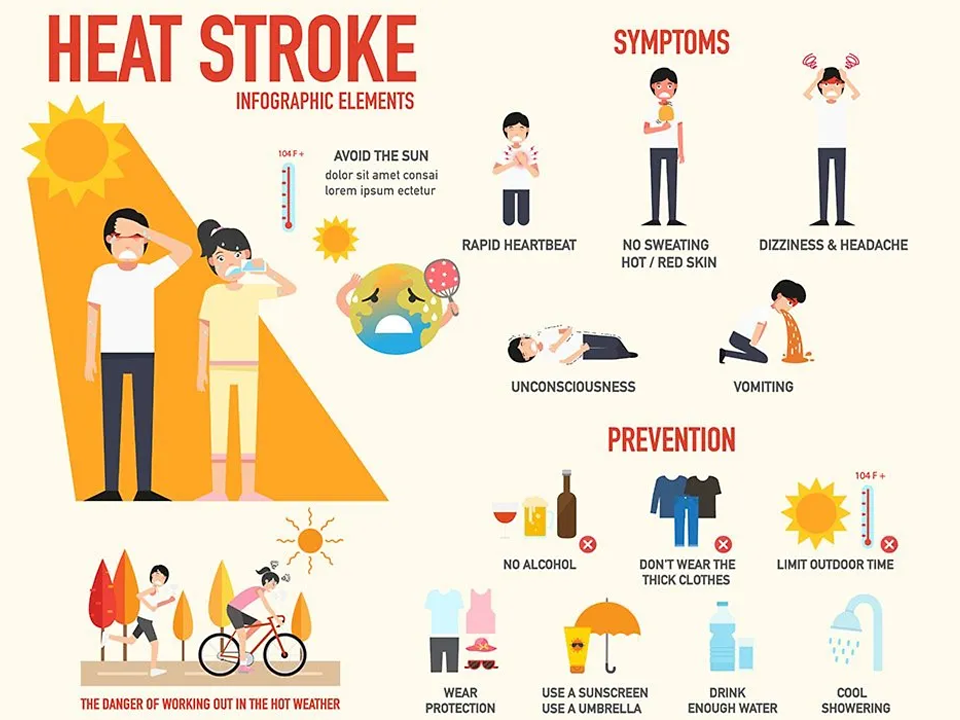 HEAT STROKE
INFOGRAPHIC ELEMENTS
104 F +
AVOID THE SUN
dolor sit amet consai
lorem ipsum ectetur
THE DANGER OF WORKING OUT IN THE HOT WEATHER
SYMPTOMS
RAPID HEARTBEAT
NO SWEATING
HOT / RED SKIN
DIZZINESS & HEADACHE
UNCONSCIOUSNESS
VOMITING
PREVENTION
NO ALCOHOL
DON'T WEAR THE
THICK CLOTHES
104 F +
LIMIT OUTDOOR TIME
WEAR
PROTECTION
USE A SUNSCREEN
USE A UMBRELLA
DRINK
ENOUGH WATER
COOL
SHOWERING